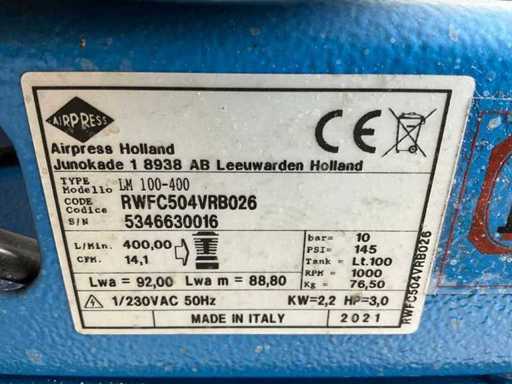 AIRPRESS
CE
Airpress Holland
Junokade 1 8938 AB Leeuwarden Holland
TYPE Modello LM 100-400
CODE Codice RWFC504VRB026
S/N 5346630016
L/Min. 400,00
CFM. 14,1
bar= 10
PSI= 145
Tank = Lt.100
RPM = 1000
Kg = 76,50
Lwa = 92,00 Lwa m = 88,80
1/230VAC 50Hz KW=2,2 HP=3,0
MADE IN ITALY 2021
RWFC504VRB026